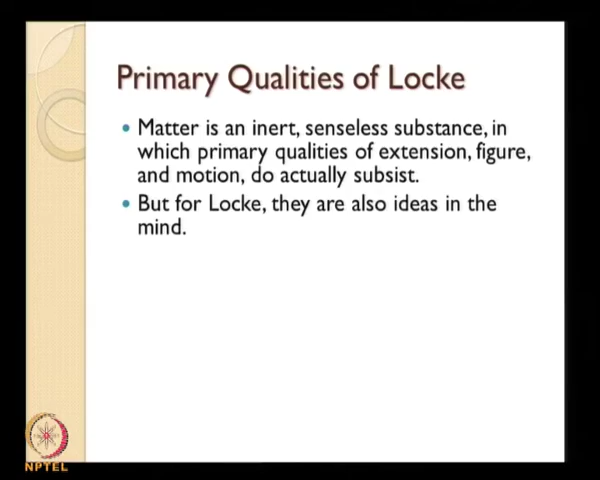 Primary Qualities of Locke
• Matter is an inert, senseless substance, in
which primary qualities of extension, figure,
and motion, do actually subsist.
• But for Locke, they are also ideas in the
mind.
NPTEL